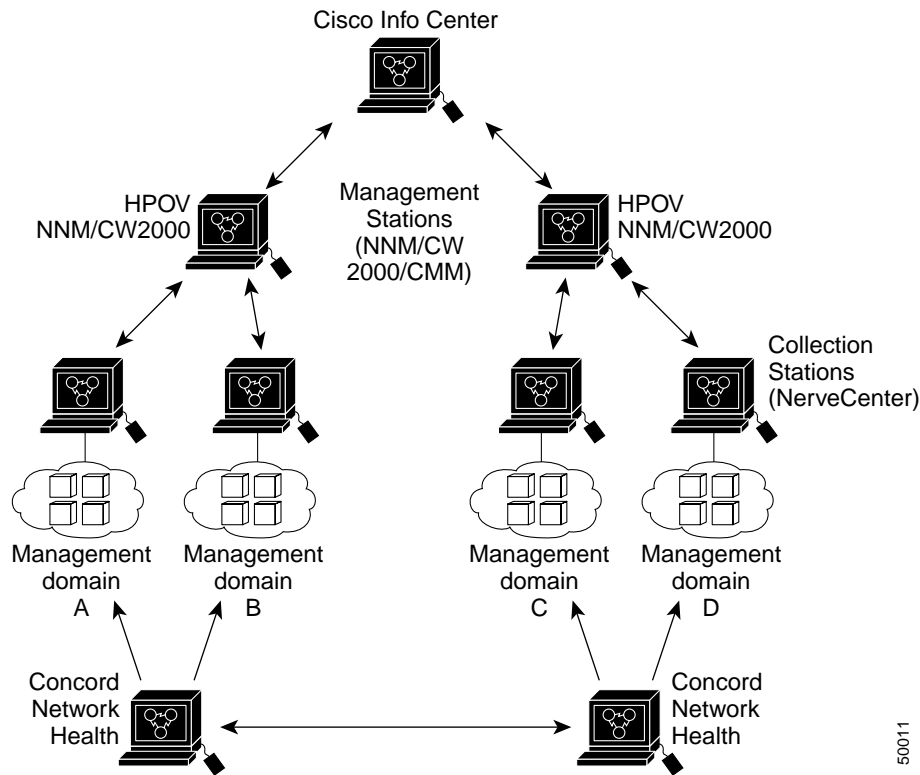 Cisco Info Center
HPOV
NNM/CW2000
Management
Stations
(NNM/CW
2000/CMM)
HPOV
NNM/CW2000
Collection
Stations
(NerveCenter)
Management
domain
A
Management
domain
B
Management
domain
C
Management
domain
D
Concord
Network
Health
Concord
Network
Health
50011